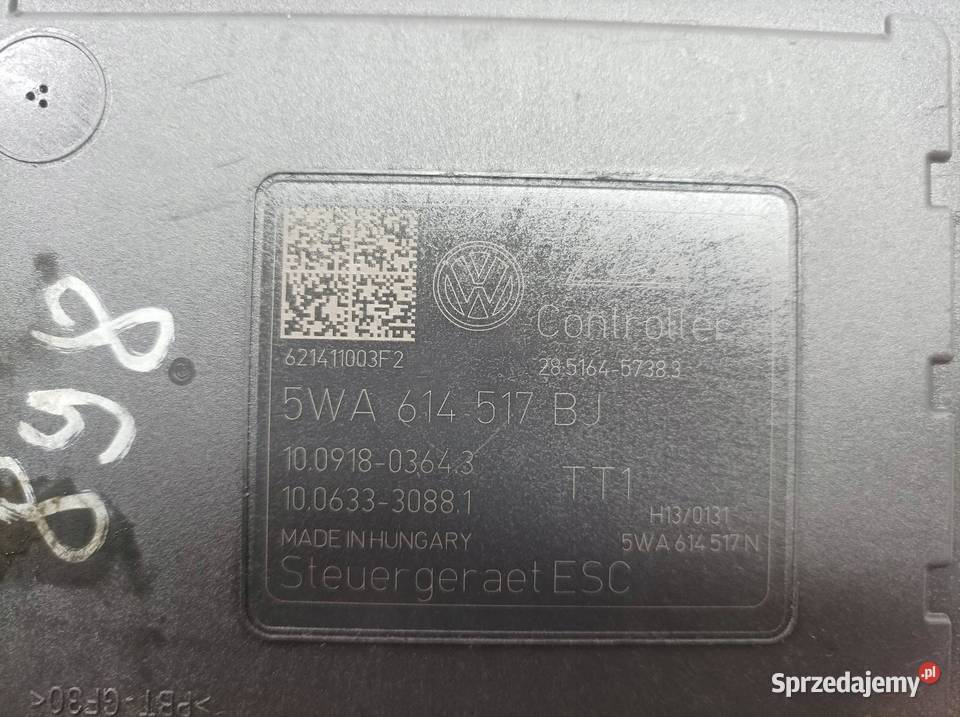 Controller
621411003F2
28.5164-5738.3
5WA 614 517 BJ
10.0918-0364.3
10.0633-3088.1
TT1
H13/0131
MADE IN HUNGARY
5WA 614 517 N
Steuergeraet ESC
>PBT-GF30<
Sprzedajemy.pl